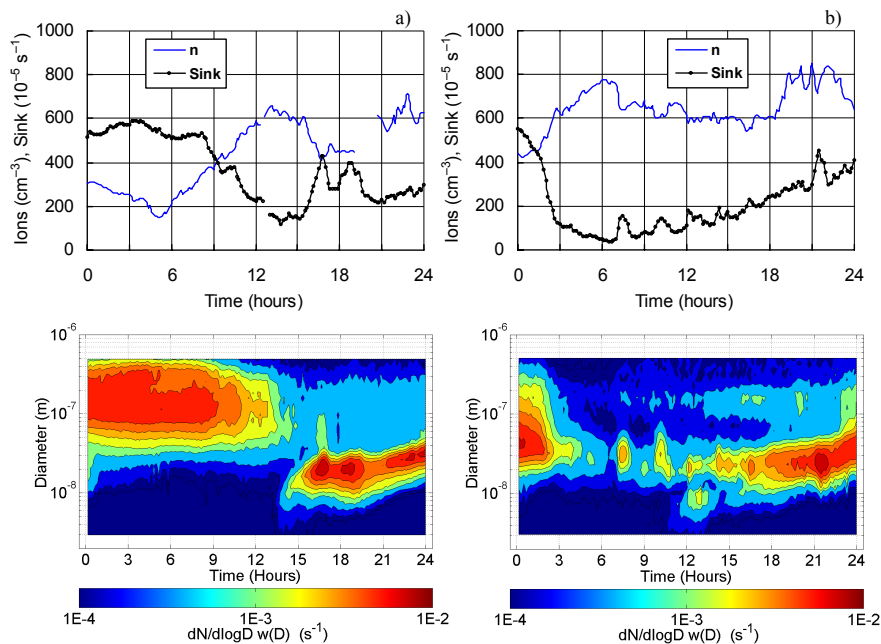 a)
1000
800
600
400
200
0
Ions (cm⁻³), Sink (10⁻⁵ s⁻¹)
n
Sink
0 6 12 18 24
Time (hours)
b)
1000
800
600
400
200
0
Ions (cm⁻³), Sink (10⁻⁵ s⁻¹)
n
Sink
0 6 12 18 24
Time (hours)
10⁻⁶
10⁻⁷
10⁻⁸
Diameter (m)
0 3 6 9 12 15 18 21 24
Time (Hours)
1E-4 1E-3 1E-2
dN/dlogD w(D) (s⁻¹)
10⁻⁶
10⁻⁷
10⁻⁸
Diameter (m)
0 3 6 9 12 15 18 21 24
Time (Hours)
1E-4 1E-3 1E-2
dN/dlogD w(D) (s⁻¹)